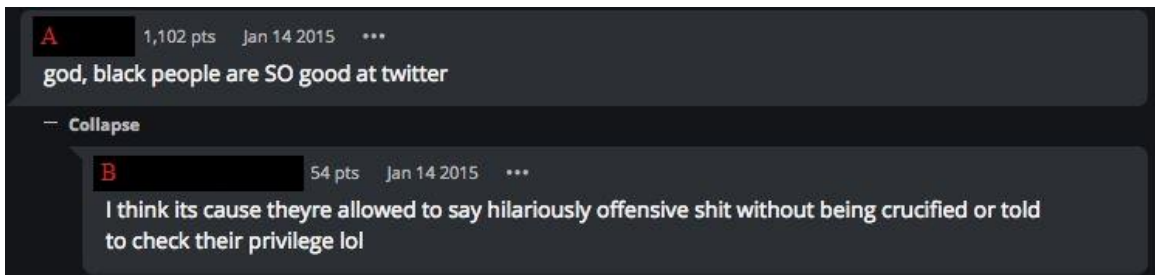 A 1,102 pts Jan 14 2015 •••
god, black people are SO good at twitter
— Collapse
B 54 pts Jan 14 2015 •••
I think its cause theyre allowed to say hilariously offensive shit without being crucified or told
to check their privilege lol